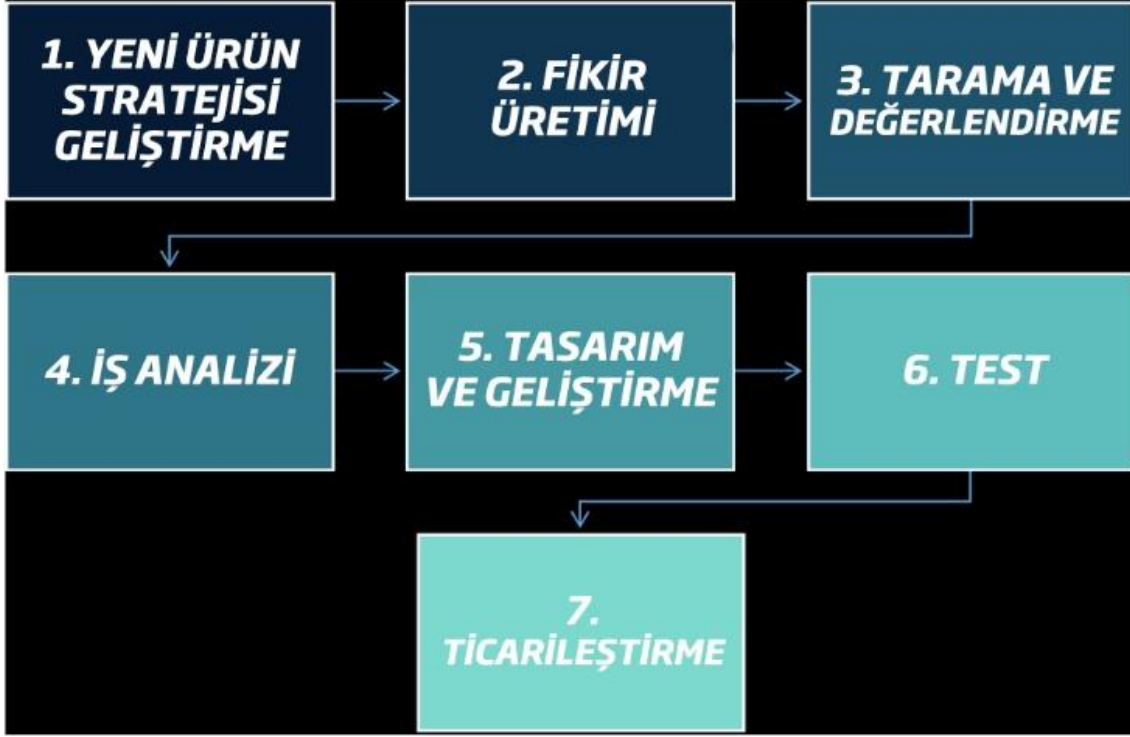 1. YENİ ÜRÜN
STRATEJİSİ
GELİŞTİRME
2. FİKİR
ÜRETİMİ
3. TARAMA VE
DEĞERLENDİRME
4. İŞ ANALİZİ
5. TASARIM
VE GELİŞTİRME
6. TEST
7.
TİCARİLEŞTİRME